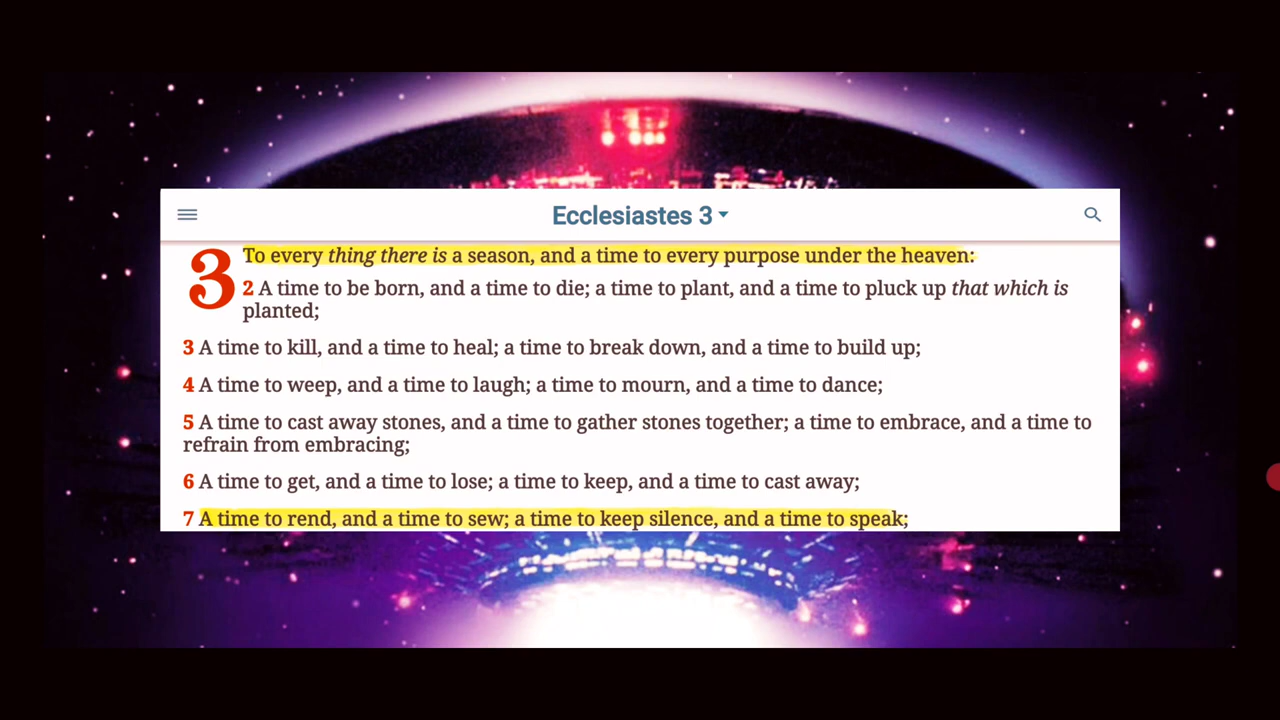 Ecclesiastes 3
3 To every thing there is a season, and a time to every purpose under the heaven:
2 A time to be born, and a time to die; a time to plant, and a time to pluck up that which is
planted;
3 A time to kill, and a time to heal; a time to break down, and a time to build up;
4 A time to weep, and a time to laugh; a time to mourn, and a time to dance;
5 A time to cast away stones, and a time to gather stones together; a time to embrace, and a time to
refrain from embracing;
6 A time to get, and a time to lose; a time to keep, and a time to cast away;
7 A time to rend, and a time to sew; a time to keep silence, and a time to speak;